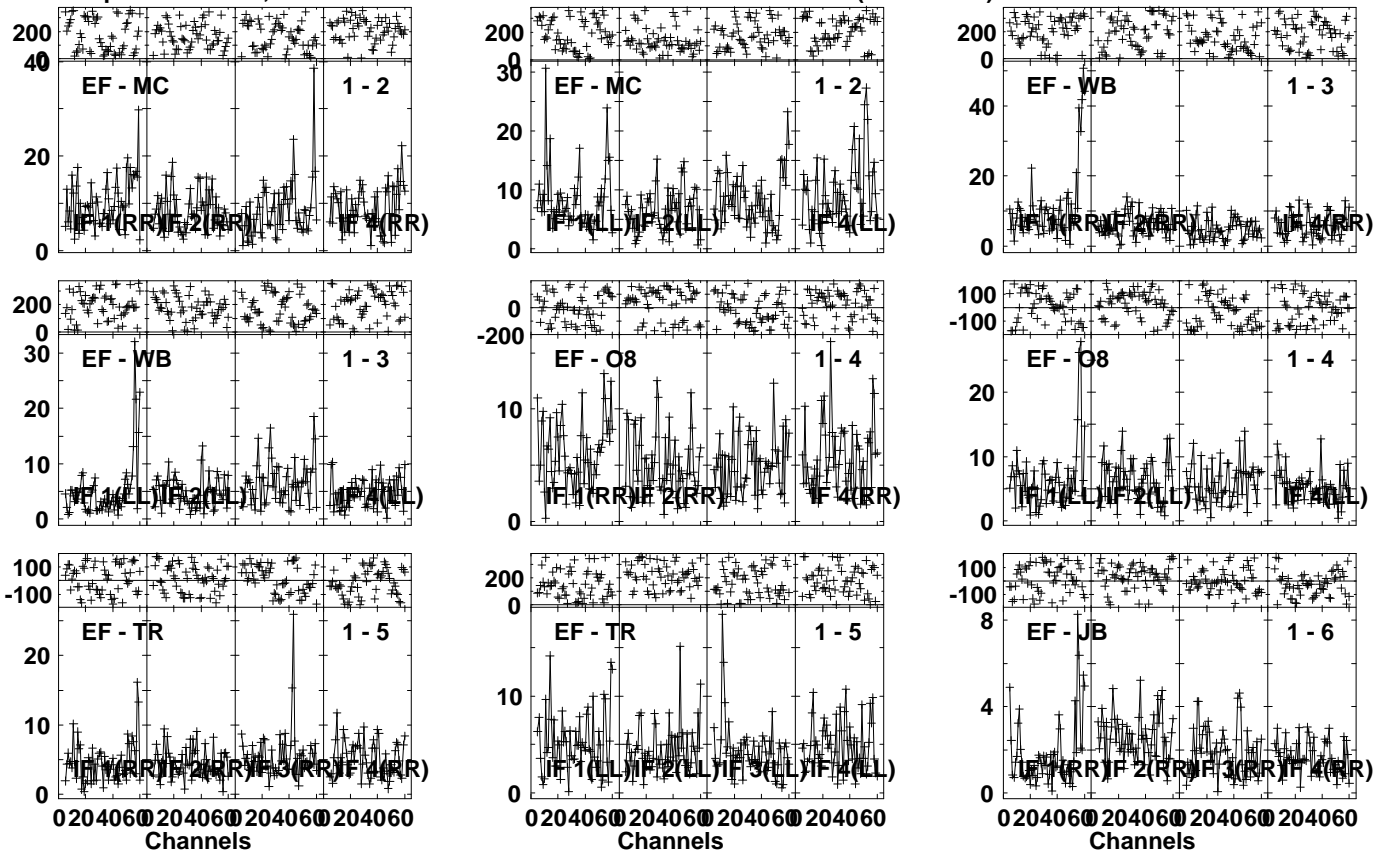 200 200 200
0 0 0
40 EF - MC 1 - 2 30 EF - MC 1 - 2 EF - WB 1 - 3
40
20 20 20
10
IF 1(RR) IF 2(RR) IF 4(RR) IF 1(LL) IF 2(LL) IF 4(LL) IF 1(RR) IF 2(RR) IF 4(RR)
0 0 0
200 0 100
0 -200 -100
30 EF - WB 1 - 3 EF - O8 1 - 4 EF - O8 1 - 4
20 10 20
10 10
IF 1(LL) IF 2(LL) IF 4(LL) IF 1(RR) IF 2(RR) IF 4(RR) IF 1(LL) IF 2(LL) IF 4(LL)
0 0 0
100 200 100
-100 0 -100
EF - TR 1 - 5 EF - TR 1 - 5 8 EF - JB 1 - 6
20
10 10 4
IF 1(RR) IF 2(RR) IF 3(RR) IF 4(RR) IF 1(LL) IF 2(LL) IF 3(LL) IF 4(LL) IF 1(RR) IF 2(RR) IF 3(RR) IF 4(RR)
0 0 0
0 20 40 60 0 20 40 60 0 20 40 60 0 20 40 60 0 20 40 60 0 20 40 60 0 20 40 60 0 20 40 60 0 20 40 60 0 20 40 60 0 20 40 60 0 20 40 60
Channels Channels Channels